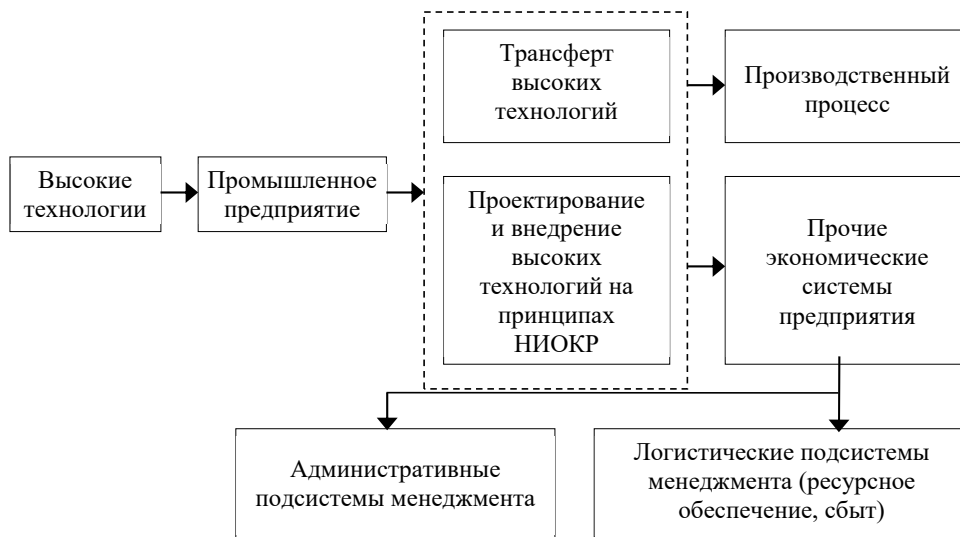 Высокие
технологии
Промышленное
предприятие
Трансферт
высоких
технологий
Проектирование
и внедрение
высоких
технологий на
принципах
НИОКР
Производственный
процесс
Прочие
экономические
системы
предприятия
Административные
подсистемы менеджмента
Логистические подсистемы
менеджмента (ресурсное
обеспечение, сбыт)